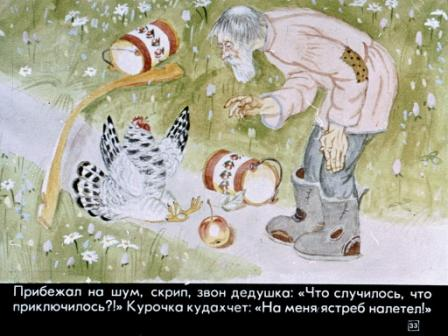 Прибежал на шум, скрип, звон дедушка: «Что случилось, что
приключилось?!» Курочка кудахчет: «На меня ястреб налетел!»
33